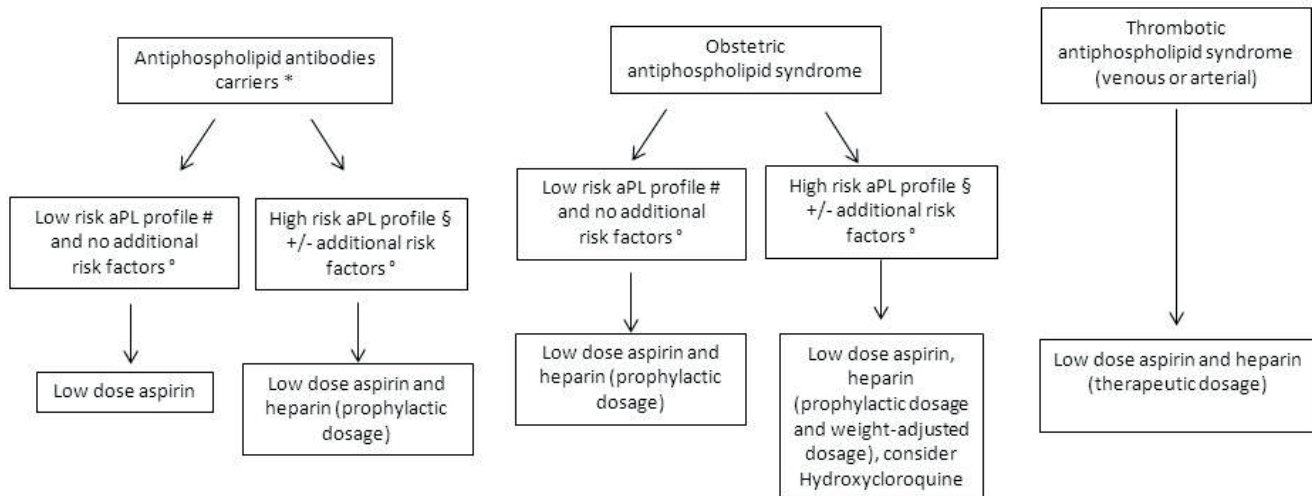 Antiphospholipid antibodies
carriers *
Low risk aPL profile #
and no additional
risk factors °
High risk aPL profile §
+/- additional risk
factors °
Low dose aspirin
Low dose aspirin and
heparin (prophylactic
dosage)
Obstetric
antiphospholipid syndrome
Low risk aPL profile #
and no additional
risk factors °
High risk aPL profile §
+/- additional risk
factors °
Low dose aspirin and
heparin (prophylactic
dosage)
Low dose aspirin,
heparin
(prophylactic dosage
and weight-adjusted
dosage), consider
Hydroxycloroquine
Thrombotic
antiphospholipid syndrome
(venous or arterial)
Low dose aspirin and heparin
(therapeutic dosage)